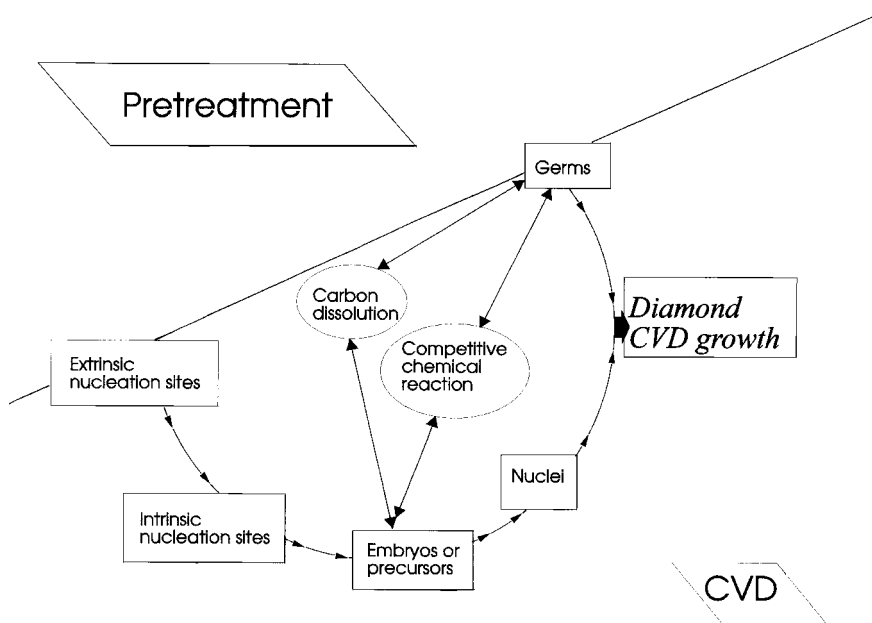 Pretreatment
Germs
Carbon
dissolution
Diamond
CVD growth
Competitive
chemical
reaction
Extrinsic
nucleation sites
Nuclei
Intrinsic
nucleation sites
Embryos or
precursors
CVD